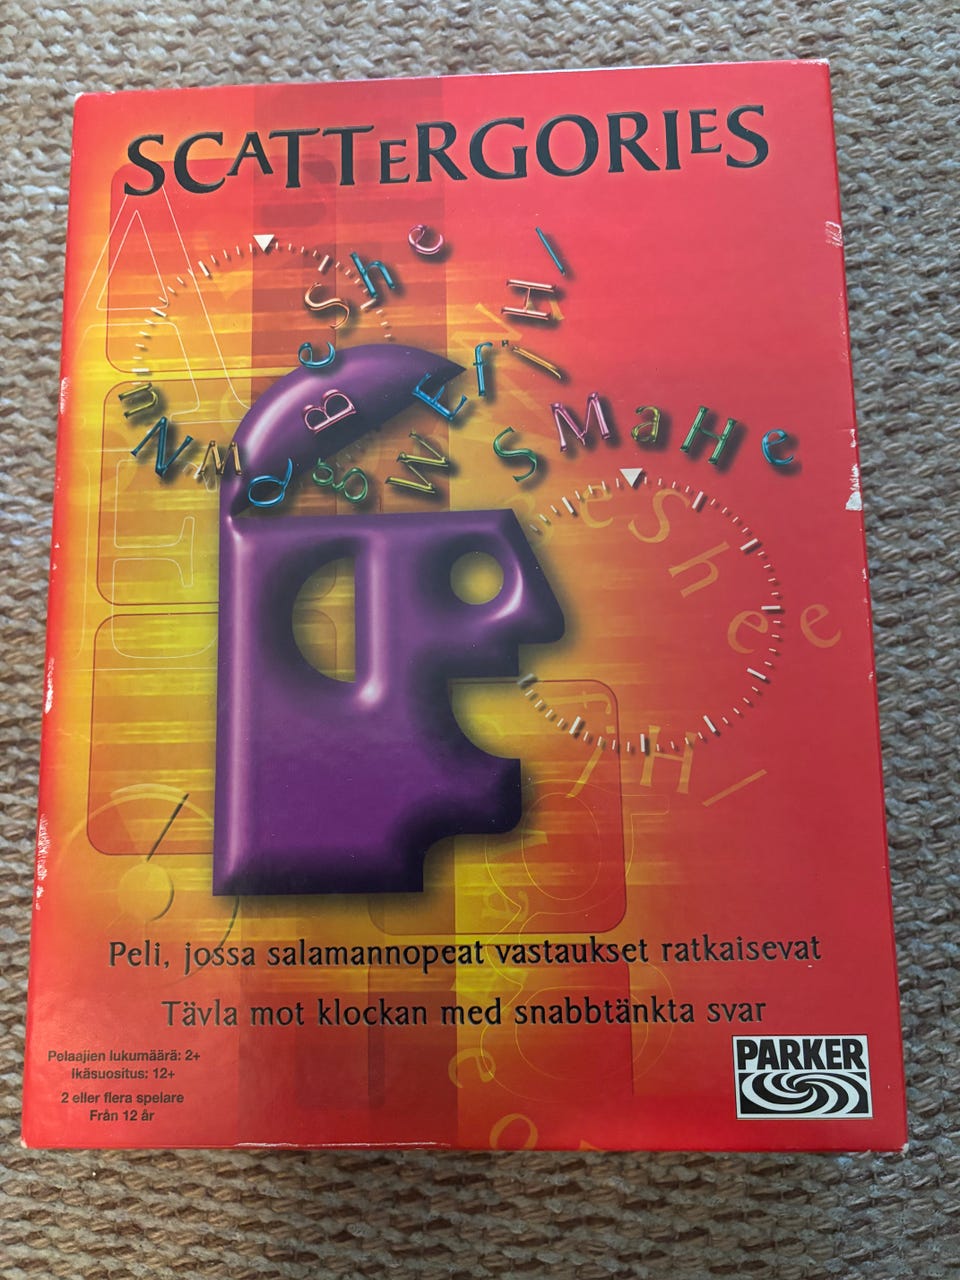 SCATTERGORIES
Peli, jossa salamannopeat vastaukset ratkaisevat
Tävla mot klockan med snabbtänkta svar
Pelaajien lukumäärä: 2+
Ikäsuositus: 12+
2 eller flera spelare
Från 12 år
PARKER